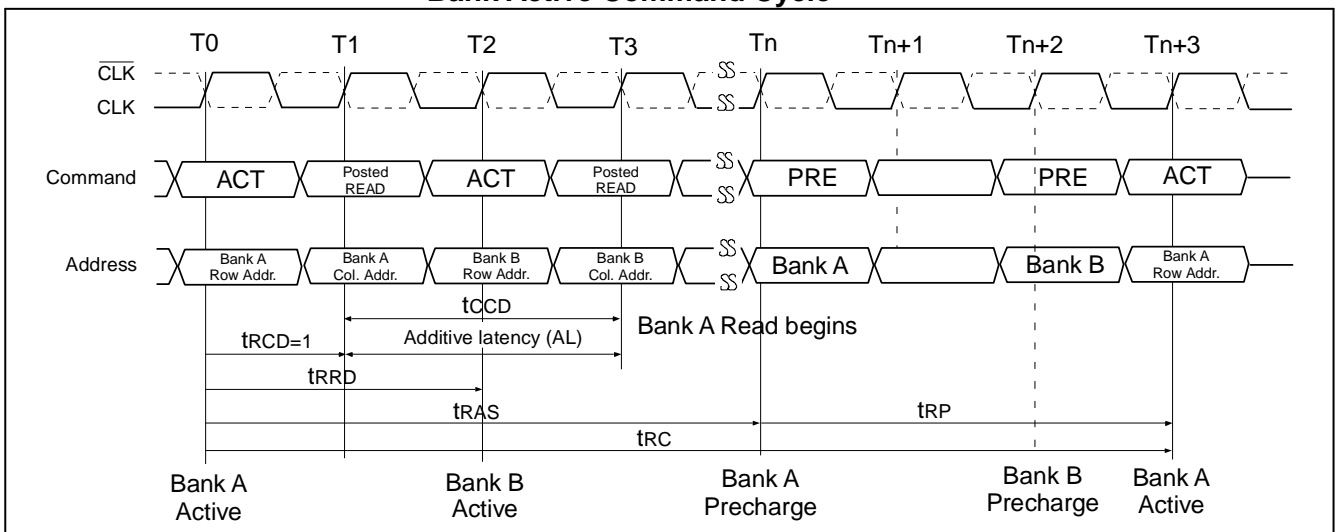 Bank Active Command Cycle
T0 T1 T2 T3 Tn Tn+1 Tn+2 Tn+3
CLK
CLK
Command
ACT
Posted
READ
ACT
Posted
READ
PRE
PRE
ACT
Address
Bank A
Row Addr.
Bank A
Col. Addr.
Bank B
Row Addr.
Bank B
Col. Addr.
Bank A
Bank B
Bank A
Row Addr.
tCCD
Bank A Read begins
tRCD=1
Additive latency (AL)
tRRD
tRAS
tRP
tRC
Bank A
Active
Bank B
Active
Bank A
Precharge
Bank B
Precharge
Bank A
Active